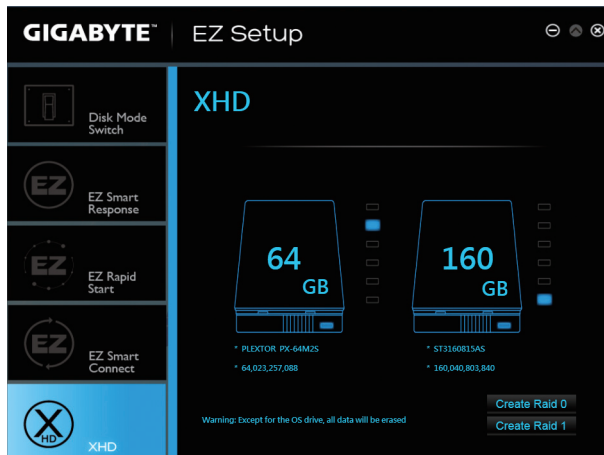 GIGABYTE™ EZ Setup
Disk Mode
Switch
EZ
EZ Smart
Response
EZ
EZ Rapid
Start
EZ
EZ Smart
Connect
X
HD
XHD
XHD
64
GB
160
GB
* PLEXTOR PX-64M2S
* 64,023,257,088
* ST3160815AS
* 160,040,803,840
Warning: Except for the OS drive, all data will be erased
Create Raid 0
Create Raid 1